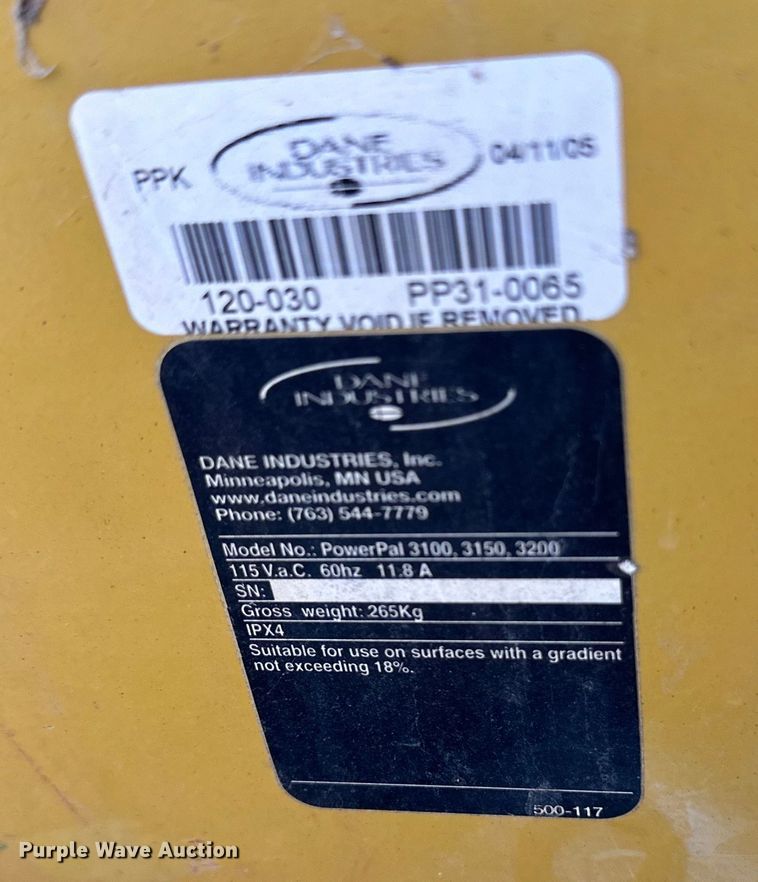 PPK DANE INDUSTRIES 04/11/05
120-030 PP31-0065
WARRANTY VOID IF REMOVED
DANE
INDUSTRIES
DANE INDUSTRIES, Inc.
Minneapolis, MN USA
www.daneindustries.com
Phone: (763) 544-7779
Model No.: PowerPal 3100, 3150, 3200
115 V.a.C. 60hz 11.8 A
SN:
Gross weight: 265Kg
IPX4
Suitable for use on surfaces with a gradient
not exceeding 18%.
500-117
Purple Wave Auction